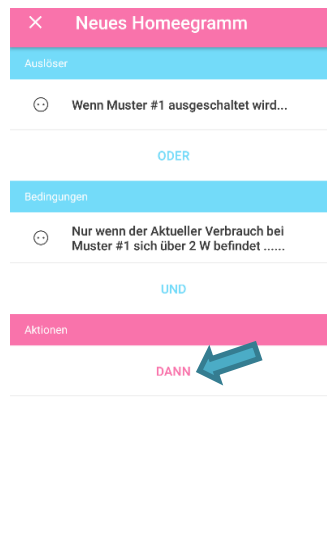 Neues Homeegramm
Auslöser
Wenn Muster #1 ausgeschaltet wird...
ODER
Bedingungen
Nur wenn der Aktueller Verbrauch bei
Muster #1 sich über 2 W befindet ......
UND
Aktionen
DANN